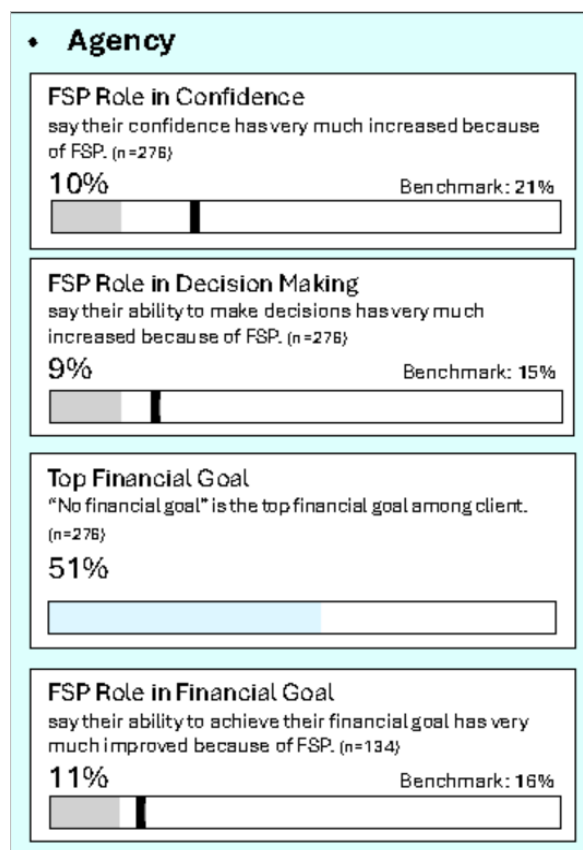 • Agency
FSP Role in Confidence
say their confidence has very much increased because
of FSP. (n=276)
10%
Benchmark: 21%
FSP Role in Decision Making
say their ability to make decisions has very much
increased because of FSP. (n=276)
9%
Benchmark: 15%
Top Financial Goal
“No financial goal” is the top financial goal among client.
(n=276)
51%
FSP Role in Financial Goal
say their ability to achieve their financial goal has very
much improved because of FSP. (n=134)
11%
Benchmark: 16%